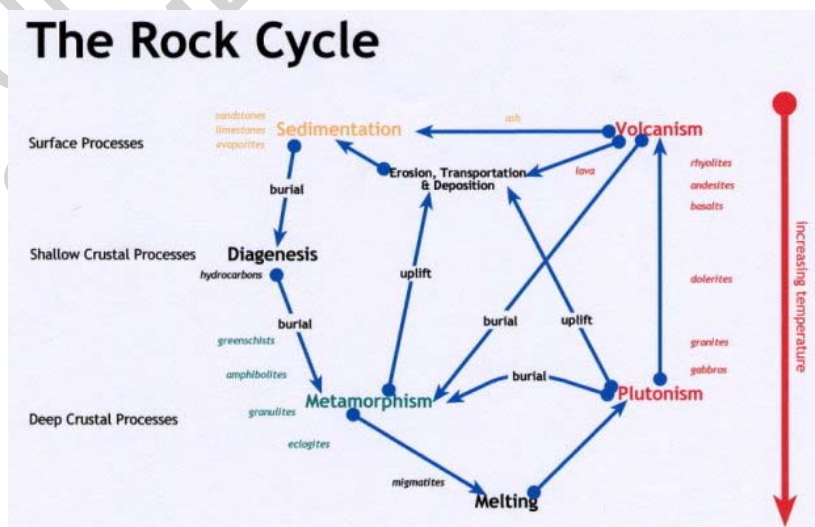 The Rock Cycle
sandstones
limestones
evaporites
Sedimentation
ash
Volcanism
Surface Processes
Erosion, Transportation
& Deposition
lava
rhyolites
andesites
basalts
burial
Shallow Crustal Processes
Diagenesis
hydrocarbons
uplift
dolerites
increasing temperature
burial
burial
uplift
greenschists
granites
amphibolites
burial
gabbros
Metamorphism
Plutonism
granulites
Deep Crustal Processes
eclogites
migmatites
Melting